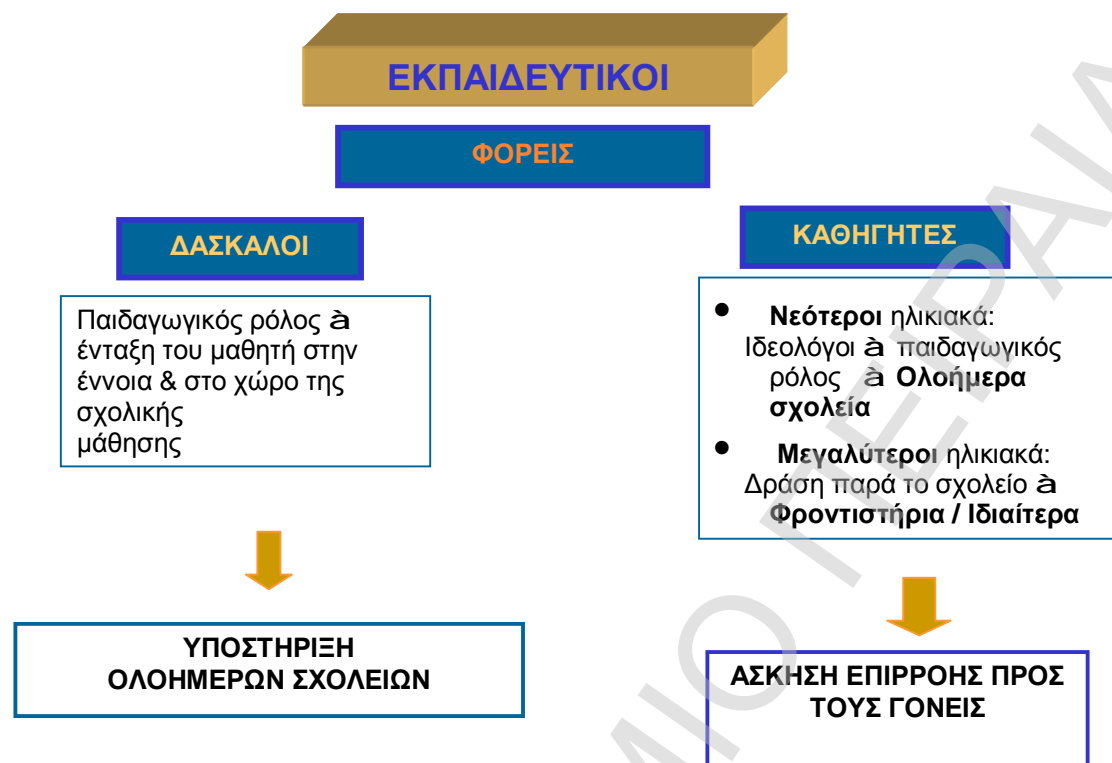 ΕΚΠΑΙΔΕΥΤΙΚΟΙ
ΦΟΡΕΙΣ
ΔΑΣΚΑΛΟΙ
Παιδαγωγικός ρόλος à
ένταξη του μαθητή στην
έννοια & στο χώρο της
σχολικής
μάθησης
ΥΠΟΣΤΗΡΙΞΗ
ΟΛΟΗΜΕΡΩΝ ΣΧΟΛΕΙΩΝ
ΚΑΘΗΓΗΤΕΣ
• Νεότεροι ηλικιακά:
Ιδεολόγοι à παιδαγωγικός
ρόλος à Ολοήμερα
σχολεία
• Μεγαλύτεροι ηλικιακά:
Δράση παρά το σχολείο à
Φροντιστήρια / Ιδιαίτερα
ΑΣΚΗΣΗ ΕΠΙΡΡΟΗΣ ΠΡΟΣ
ΤΟΥΣ ΓΟΝΕΙΣ
ΜΙΟ ΠΕΙΡΑΙΑ